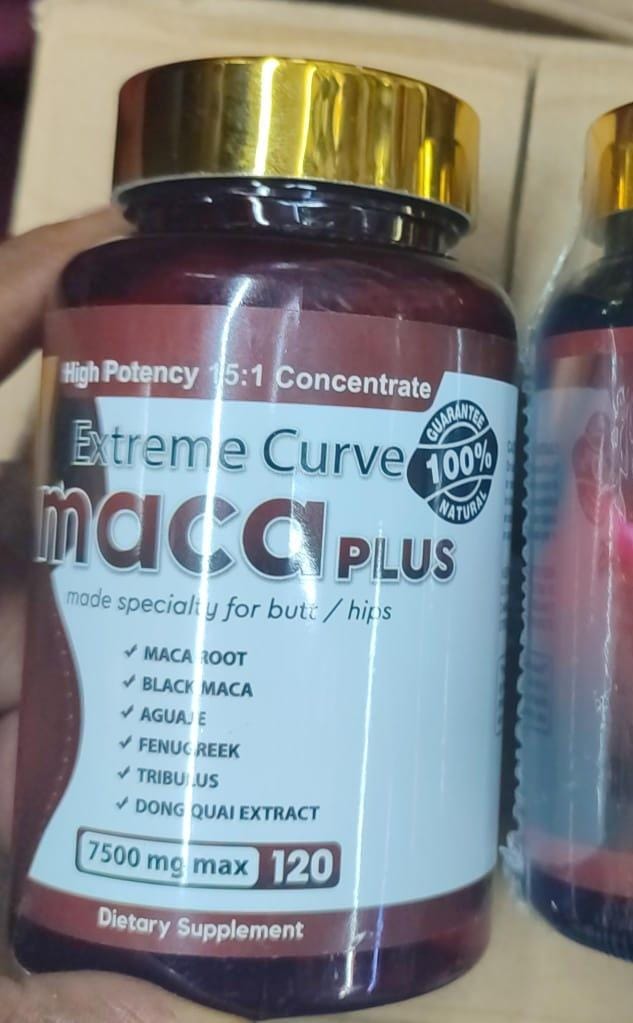 High Potency 15:1 Concentrate
Extreme Curve
maca PLUS
GUARANTEE
100%
NATURAL
made specialty for butt / hips
✓ MACA ROOT
✓ BLACK MACA
✓ AGUAJE
✓ FENUGREEK
✓ TRIBULUS
✓ DONG QUAI EXTRACT
7500 mg max 120
Dietary Supplement